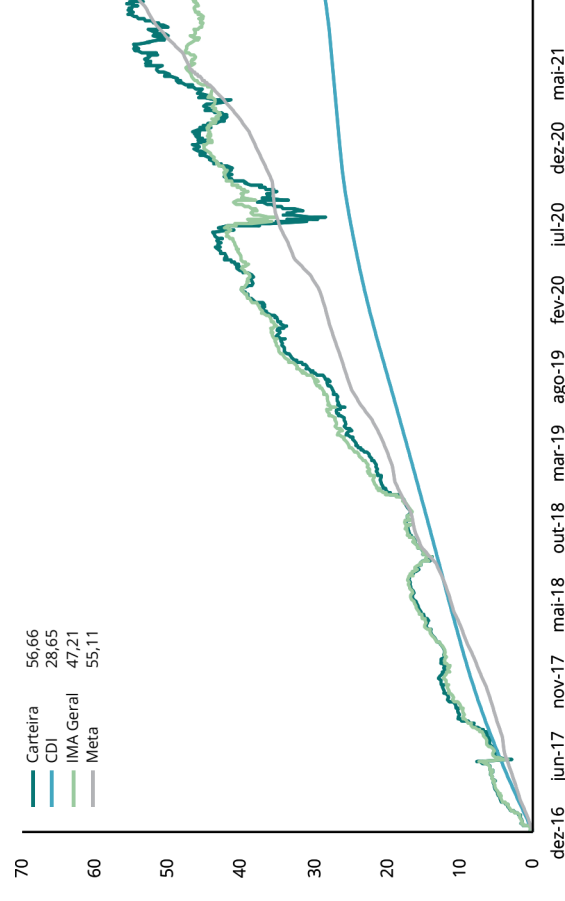 Carteira 56,66
CDI 28,65
IMA Geral 47,21
Meta 55,11
70
60
50
40
30
20
10
0
dez-16
jun-17
nov-17
mai-18
out-18
mar-19
ago-19
fev-20
jul-20
dez-20
mai-21